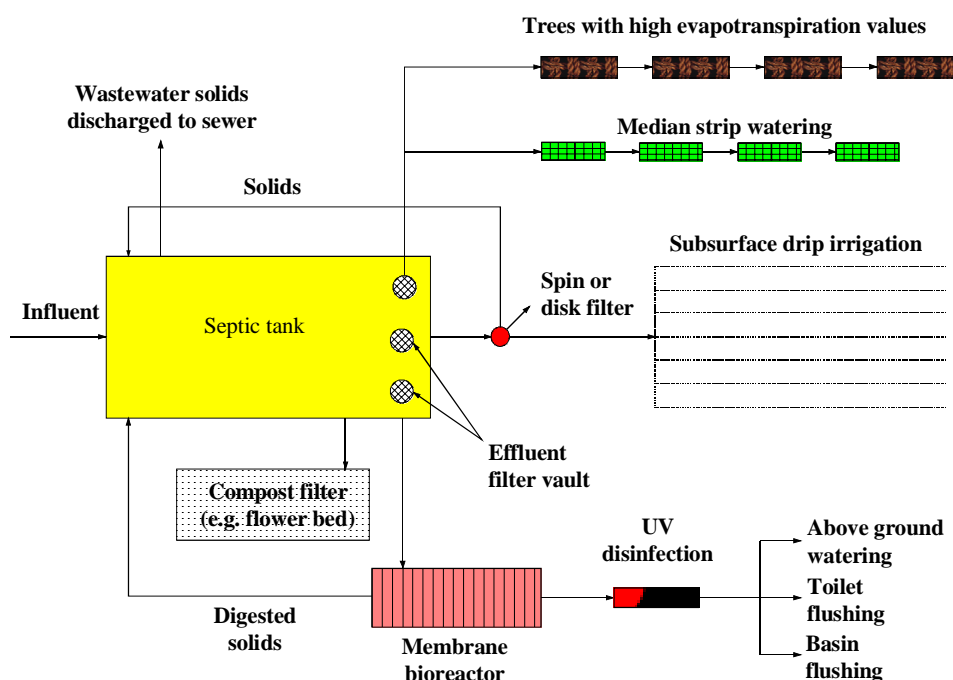 Trees with high evapotranspiration values
Wastewater solids
discharged to sewer
Median strip watering
Solids
Subsurface drip irrigation
Spin or
disk filter
Influent
Septic tank
Effluent
filter vault
Compost filter
(e.g. flower bed)
UV
disinfection
Above ground
watering
Toilet
flushing
Digested
solids
Membrane
bioreactor
Basin
flushing